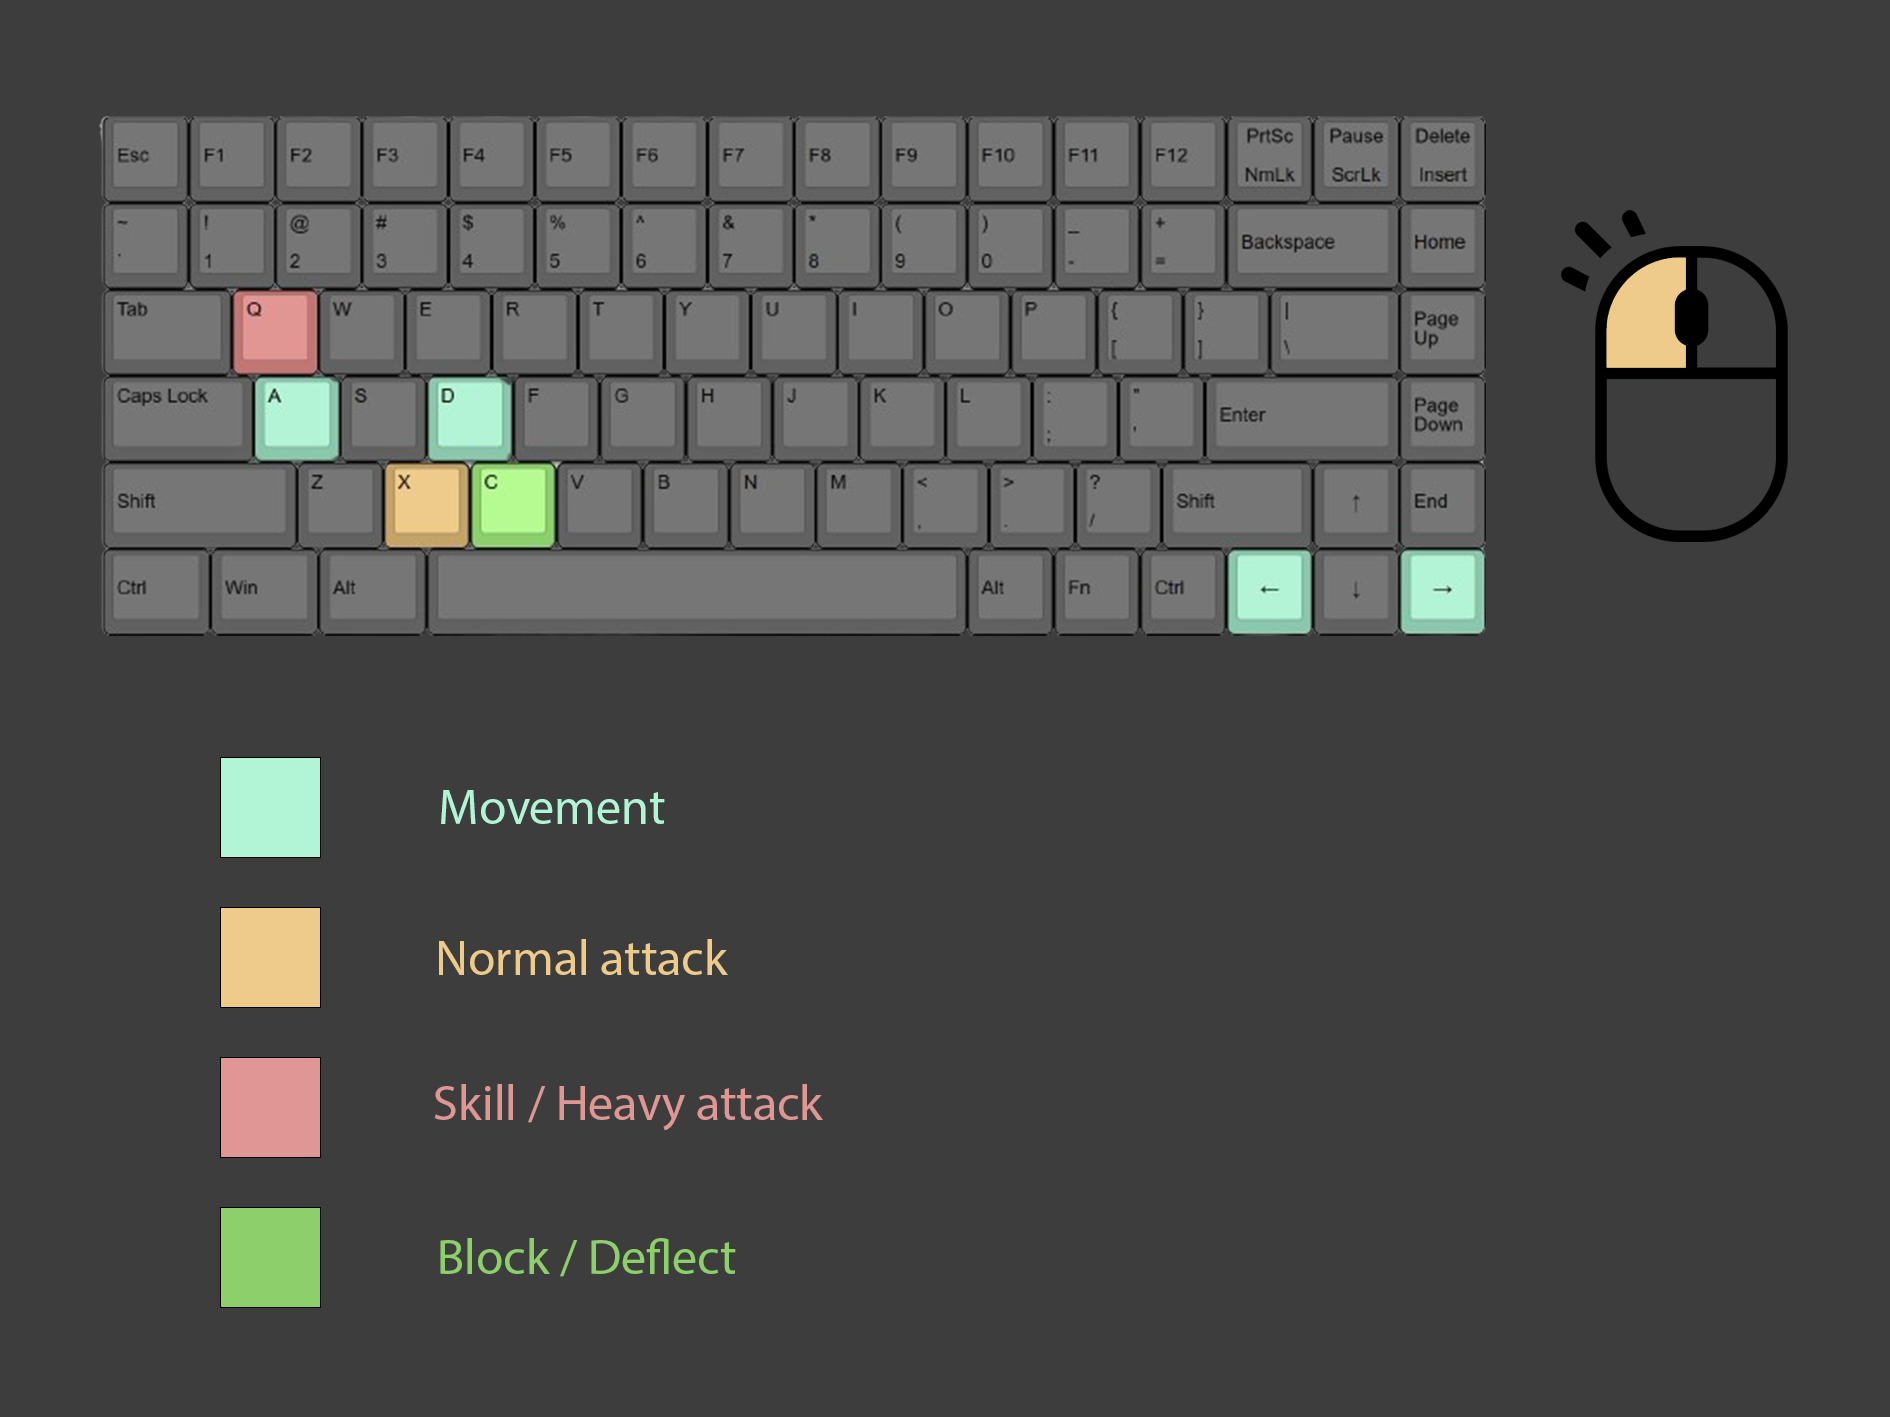 Esc F1 F2 F3 F4 F5 F6 F7 F8 F9 F10 F11 F12 PrtSc NmLk Pause ScrLk Delete Insert
~ ` ! 1 @ 2 # 3 $ 4 % 5 ^ 6 & 7 * 8 ( 9 ) 0 _ - + = Backspace Home
Tab Q W E R T Y U I O P { [ } ] | \ Page Up
Caps Lock A S D F G H J K L : ; " ' Enter Page Down
Shift Z X C V B N M < , > . ? / Shift ↑ End
Ctrl Win Alt Alt Fn Ctrl ← ↓ →
Movement
Normal attack
Skill / Heavy attack
Block / Deflect